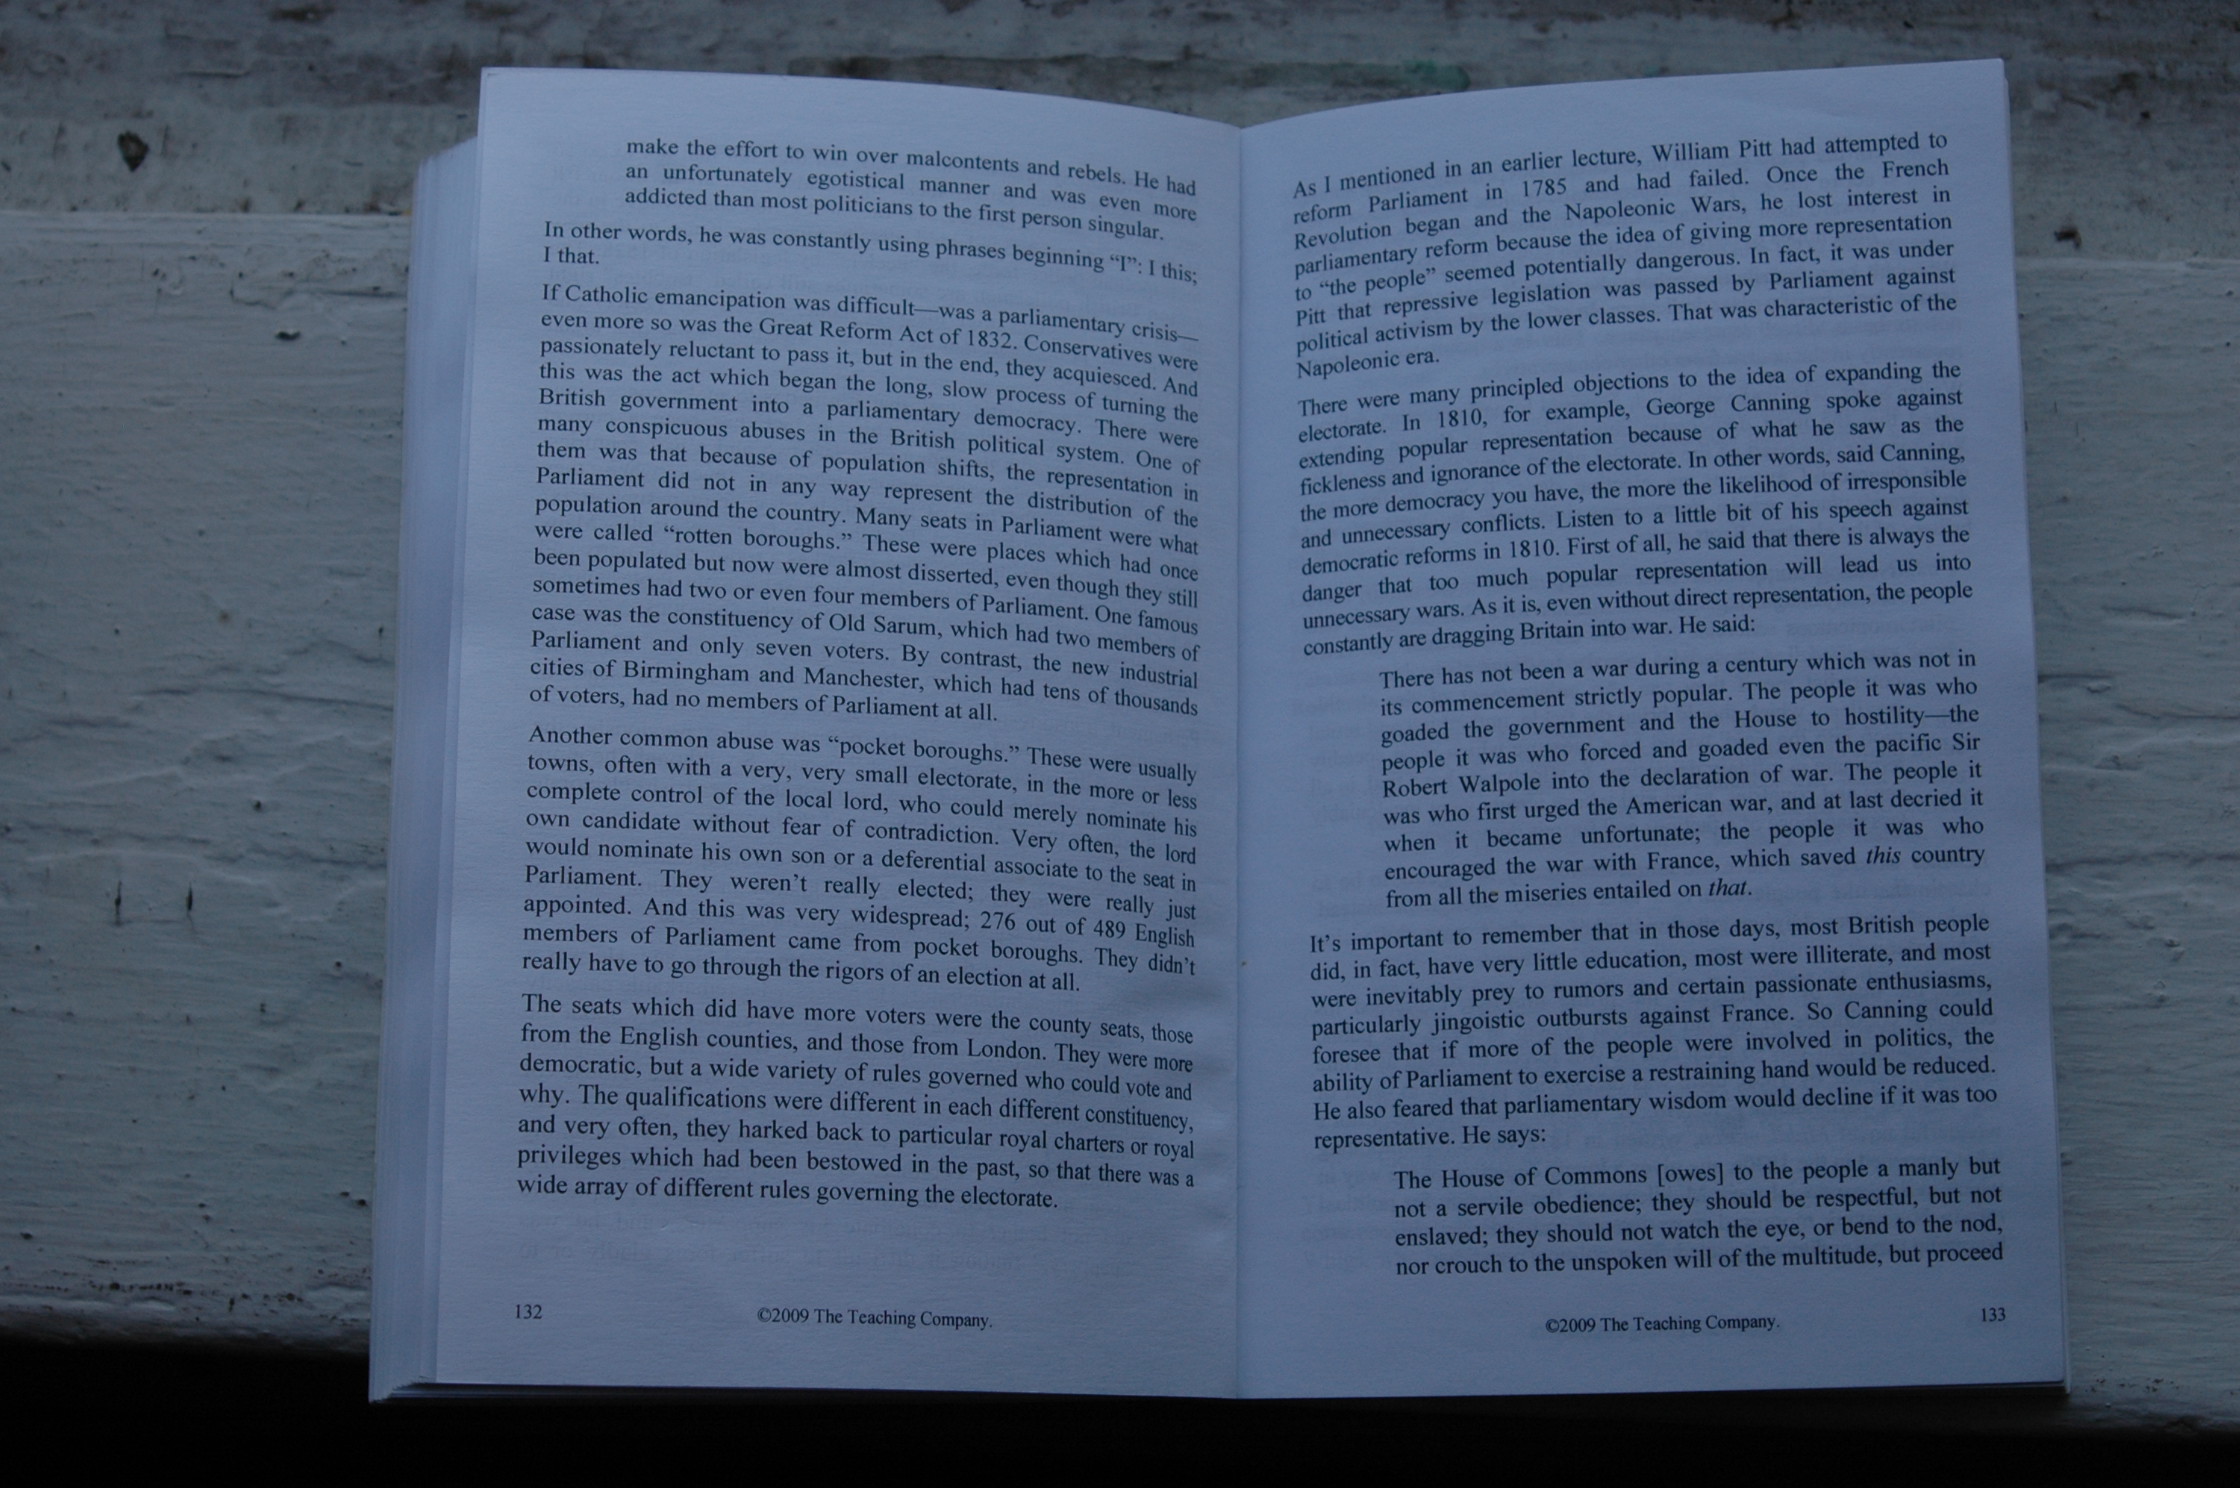 make the effort to win over malcontents and rebels. He had
an unfortunately egotistical manner and was even more
addicted than most politicians to the first person singular.
In other words, he was constantly using phrases beginning “I”: I this;
I that.
If Catholic emancipation was difficult—was a parliamentary crisis—
even more so was the Great Reform Act of 1832. Conservatives were
passionately reluctant to pass it, but in the end, they acquiesced. And
this was the act which began the long, slow process of turning the
British government into a parliamentary democracy. There were
many conspicuous abuses in the British political system. One of
them was that because of population shifts, the representation in
Parliament did not in any way represent the distribution of the
population around the country. Many seats in Parliament were what
were called “rotten boroughs.” These were places which had once
been populated but now were almost disserted, even though they still
sometimes had two or even four members of Parliament. One famous
case was the constituency of Old Sarum, which had two members of
Parliament and only seven voters. By contrast, the new industrial
cities of Birmingham and Manchester, which had tens of thousands
of voters, had no members of Parliament at all.
Another common abuse was “pocket boroughs.” These were usually
towns, often with a very, very small electorate, in the more or less
complete control of the local lord, who could merely nominate his
own candidate without fear of contradiction. Very often, the lord
would nominate his own son or a deferential associate to the seat in
Parliament. They weren’t really elected; they were really just
appointed. And this was very widespread; 276 out of 489 English
members of Parliament came from pocket boroughs. They didn’t
really have to go through the rigors of an election at all.
The seats which did have more voters were the county seats, those
from the English counties, and those from London. They were more
democratic, but a wide variety of rules governed who could vote and
why. The qualifications were different in each different constituency,
and very often, they harked back to particular royal charters or royal
privileges which had been bestowed in the past, so that there was a
wide array of different rules governing the electorate.
132
©2009 The Teaching Company.
As I mentioned in an earlier lecture, William Pitt had attempted to
reform Parliament in 1785 and had failed. Once the French
Revolution began and the Napoleonic Wars, he lost interest in
parliamentary reform because the idea of giving more representation
to “the people” seemed potentially dangerous. In fact, it was under
Pitt that repressive legislation was passed by Parliament against
political activism by the lower classes. That was characteristic of the
Napoleonic era.
There were many principled objections to the idea of expanding the
electorate. In 1810, for example, George Canning spoke against
extending popular representation because of what he saw as the
fickleness and ignorance of the electorate. In other words, said Canning,
the more democracy you have, the more the likelihood of irresponsible
and unnecessary conflicts. Listen to a little bit of his speech against
democratic reforms in 1810. First of all, he said that there is always the
danger that too much popular representation will lead us into
unnecessary wars. As it is, even without direct representation, the people
constantly are dragging Britain into war. He said:
There has not been a war during a century which was not in
its commencement strictly popular. The people it was who
goaded the government and the House to hostility—the
people it was who forced and goaded even the pacific Sir
Robert Walpole into the declaration of war. The people it
was who first urged the American war, and at last decried it
when it became unfortunate; the people it was who
encouraged the war with France, which saved this country
from all the miseries entailed on that.
It’s important to remember that in those days, most British people
did, in fact, have very little education, most were illiterate, and most
were inevitably prey to rumors and certain passionate enthusiasms,
particularly jingoistic outbursts against France. So Canning could
foresee that if more of the people were involved in politics, the
ability of Parliament to exercise a restraining hand would be reduced.
He also feared that parliamentary wisdom would decline if it was too
representative. He says:
The House of Commons [owes] to the people a manly but
not a servile obedience; they should be respectful, but not
enslaved; they should not watch the eye, or bend to the nod,
nor crouch to the unspoken will of the multitude, but proceed
©2009 The Teaching Company.
133